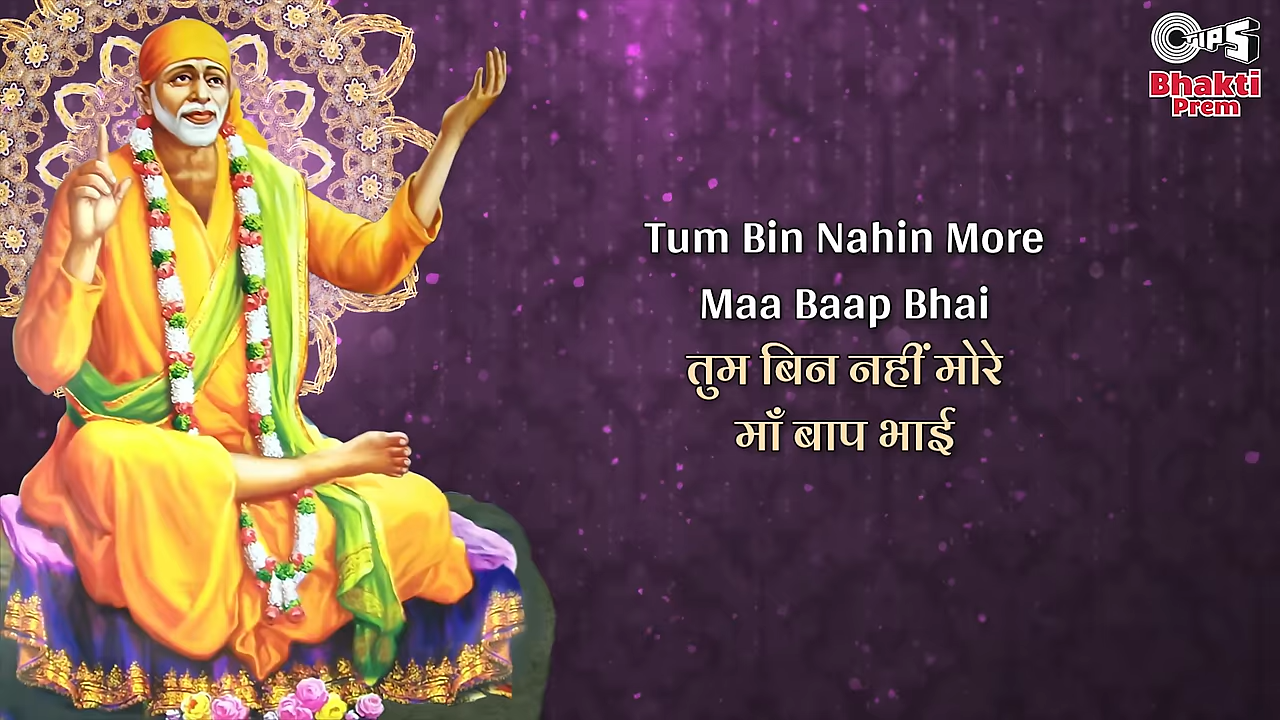 TIPS
Bhakti
Prem
Tum Bin Nahin More
Maa Baap Bhai
तुम बिन नहीं मोरे
माँ बाप भाई